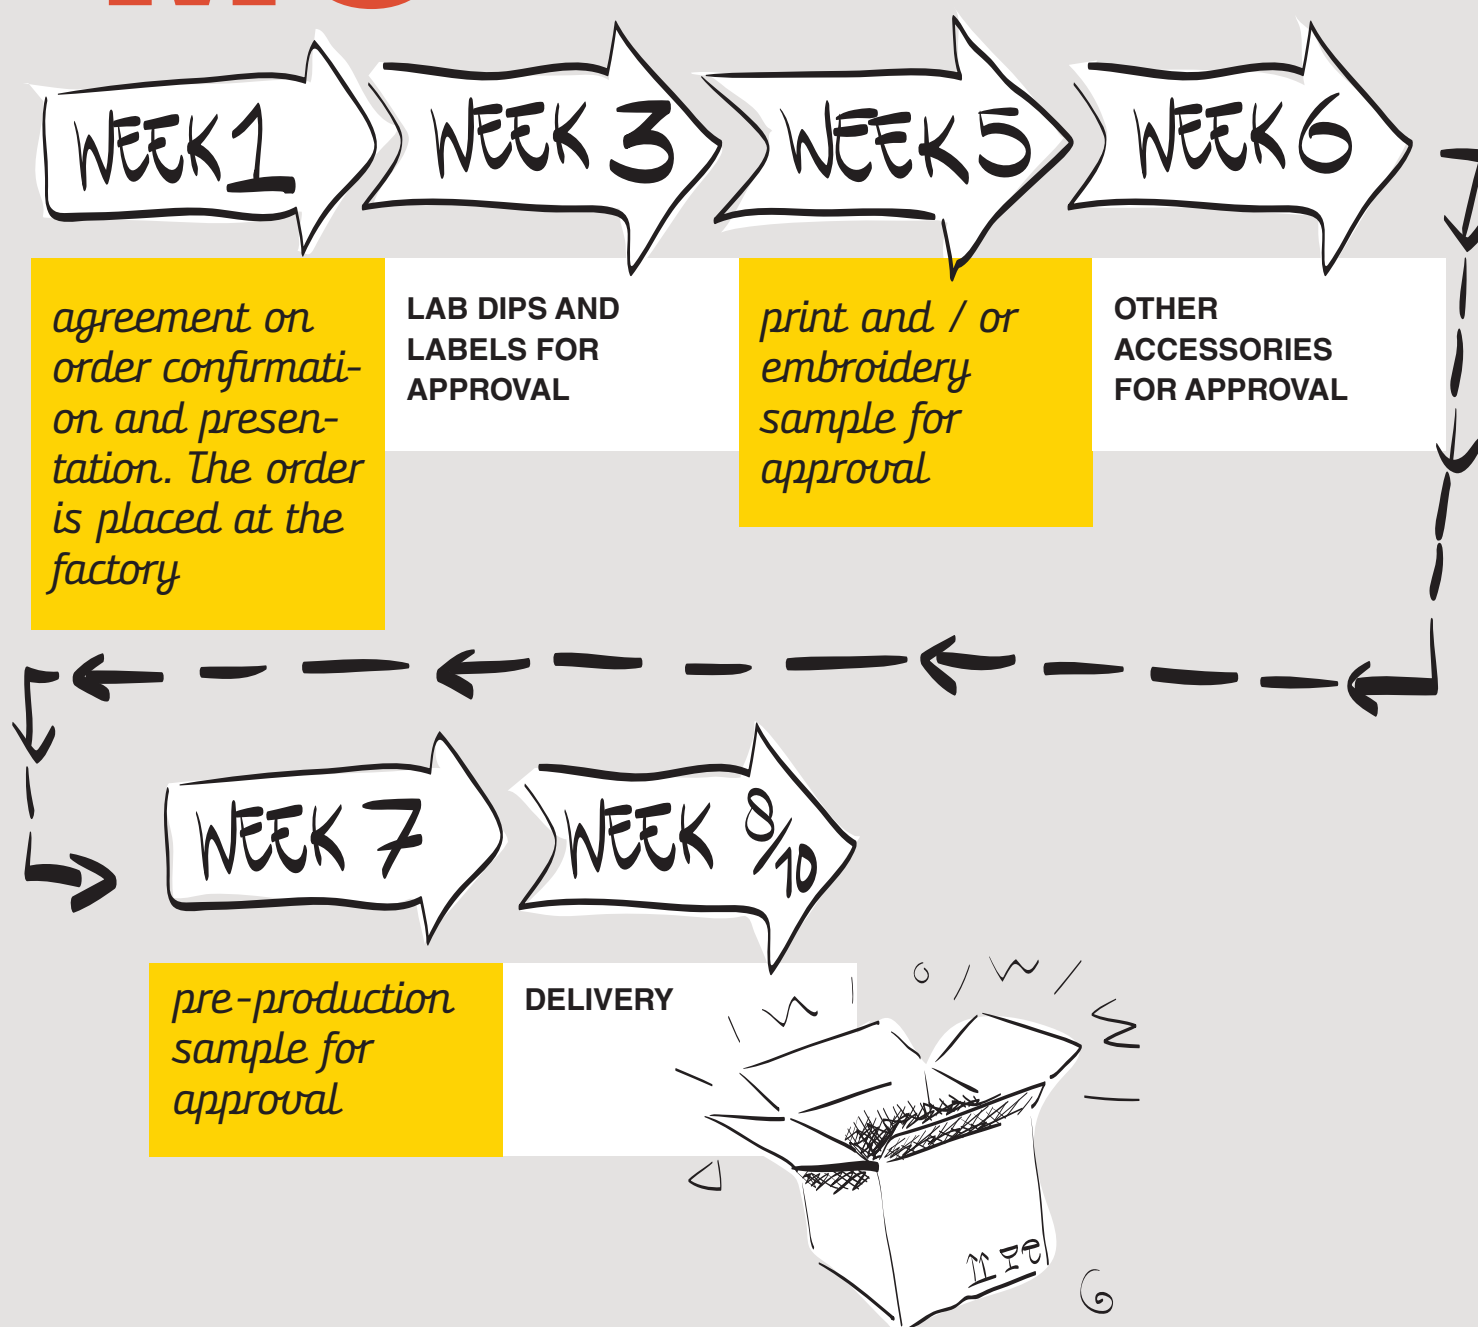 WEEK 1
WEEK 3
WEEK 5
WEEK 6
agreement on
order confirmati-
on and presen-
tation. The order
is placed at the
factory
LAB DIPS AND
LABELS FOR
APPROVAL
print and / or
embroidery
sample for
approval
OTHER
ACCESSORIES
FOR APPROVAL
WEEK 7
WEEK 8/10
pre-production
sample for
approval
DELIVERY